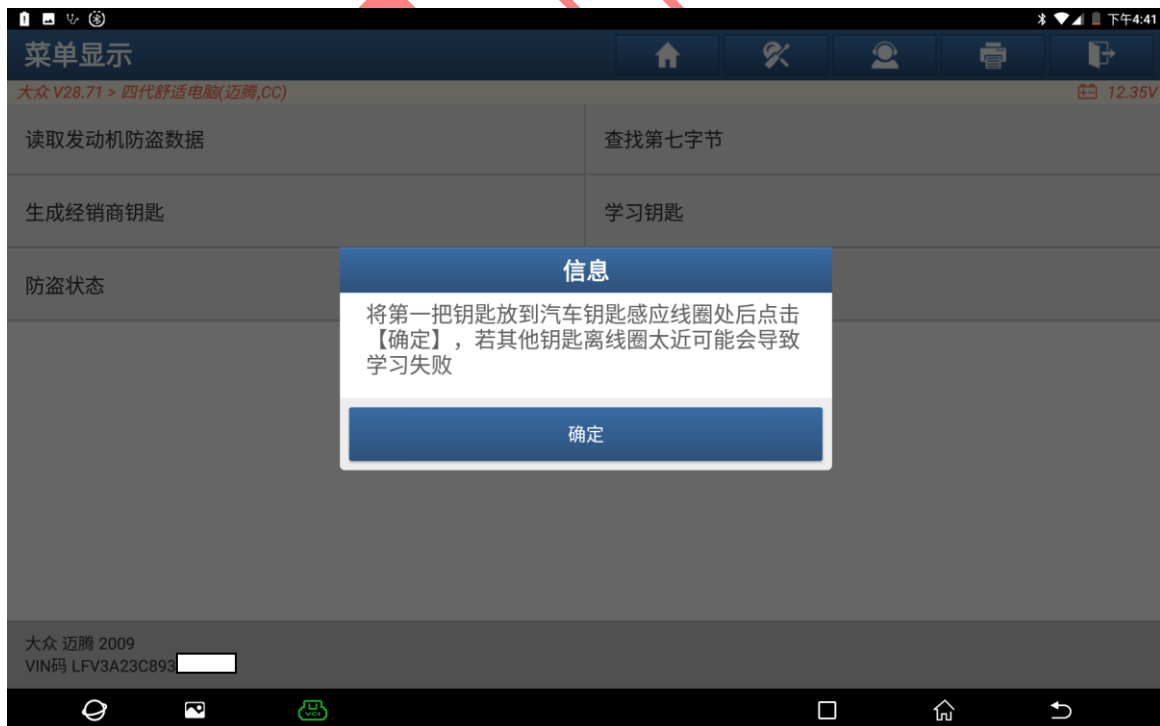 下午4:41
菜单显示
大众 V28.71 > 四代舒适电脑(迈腾,CC)
12.35V
读取发动机防盗数据
查找第七字节
生成经销商钥匙
学习钥匙
防盗状态
信息
将第一把钥匙放到汽车钥匙感应线圈处后点击
【确定】，若其他钥匙离线圈太近可能会导致
学习失败
确定
大众 迈腾 2009
VIN码 LFV3A23C893
VCI